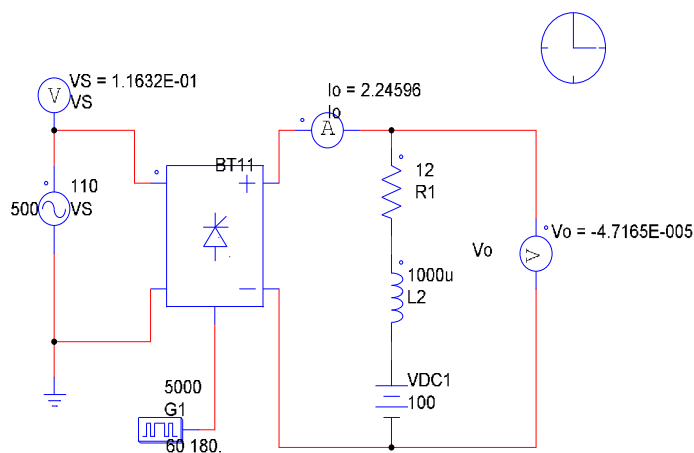 VS = 1.1632E-01
V
VS
Io = 2.24596
Io
A
BT11
12
R1
110
500
VS
Vo
Vo = -4.7165E-005
V
1000u
L2
VDC1
100
5000
G1
60 180.